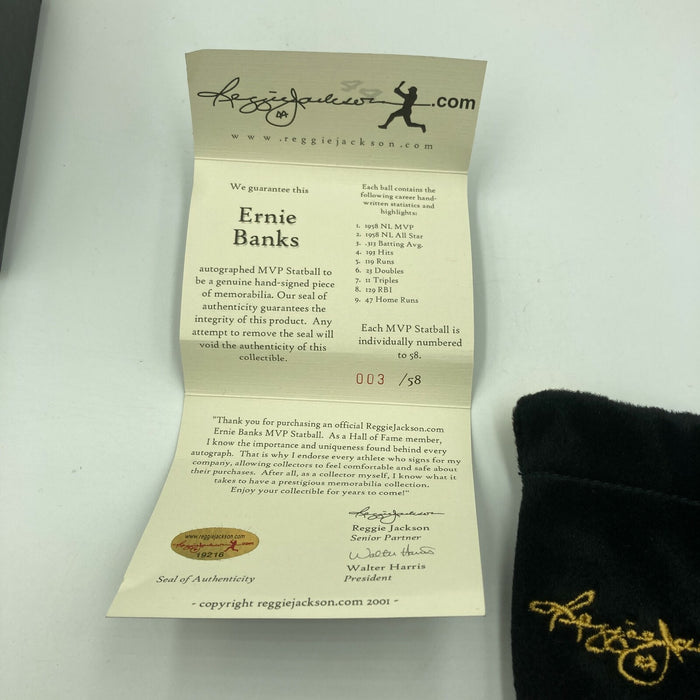 ReggieJackson 44 .com
www.reggiejackson.com
We guarantee this
Ernie
Banks
autographed MVP Statball to
be a genuine hand-signed piece
of memorabilia. Our seal of
authenticity guarantees the
integrity of this product. Any
attempt to remove the seal will
void the authenticity of this
collectible.
Each ball contains the
following career hand-
written statistics and
highlights:
1. 1958 NL MVP
2. 1958 NL All Star
3. .313 Batting Avg.
4. 193 Hits
5. 119 Runs
6. 23 Doubles
7. 11 Triples
8. 129 RBI
9. 47 Home Runs
Each MVP Statball is
individually numbered
to 58.
003 /58
"Thank you for purchasing an official ReggieJackson.com
Ernie Banks MVP Statball. As a Hall of Fame member,
I know the importance and uniqueness found behind every
autograph. That is why I endorse every athlete who signs for my
company, allowing collectors to feel comfortable and safe about
their purchases. After all, as a collector myself, I know what it
takes to have a prestigious memorabilia collection.
Enjoy your collectible for years to come!"
www.reggiejackson.com
ReggieJackson
19216
Seal of Authenticity
Reggie Jackson
Reggie Jackson
Senior Partner
Walter Harris
Walter Harris
President
- copyright reggiejackson.com 2001 -
Reggie Jack